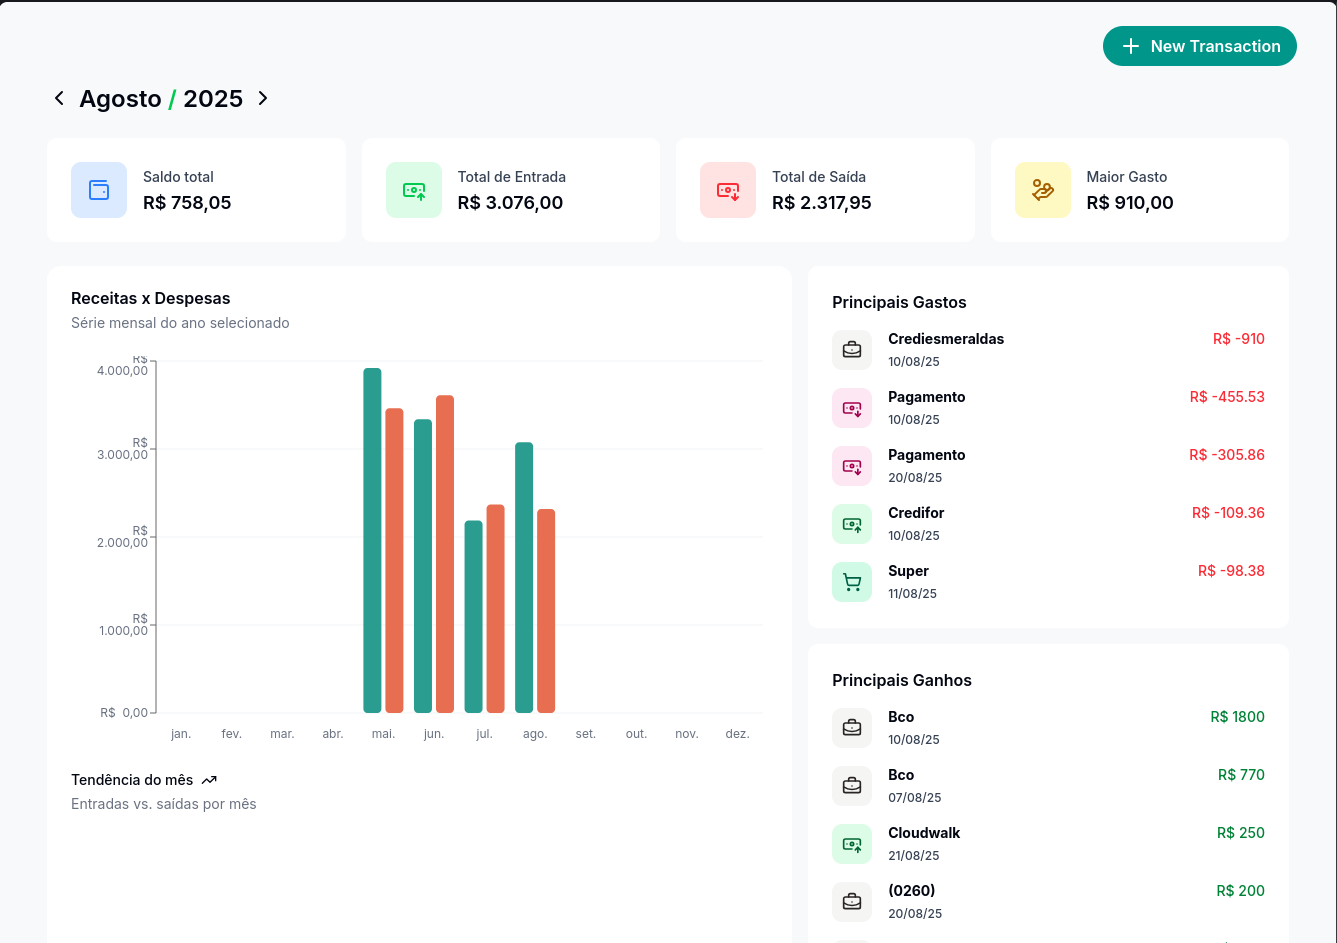 New Transaction
Agosto / 2025
Saldo total
R$ 758,05
Total de Entrada
R$ 3.076,00
Total de Saída
R$ 2.317,95
Maior Gasto
R$ 910,00
Receitas x Despesas
Série mensal do ano selecionado
R$
4.000,00
R$
3.000,00
R$
2.000,00
R$
1.000,00
R$ 0,00
jan. fev. mar. abr. mai. jun. jul. ago. set. out. nov. dez.
Tendência do mês
Entradas vs. saídas por mês
Principais Gastos
Crediesmeraldas R$ -910
10/08/25
Pagamento R$ -455.53
10/08/25
Pagamento R$ -305.86
20/08/25
Credifor R$ -109.36
10/08/25
Super R$ -98.38
11/08/25
Principais Ganhos
Bco R$ 1800
10/08/25
Bco R$ 770
07/08/25
Cloudwalk R$ 250
21/08/25
(0260) R$ 200
20/08/25